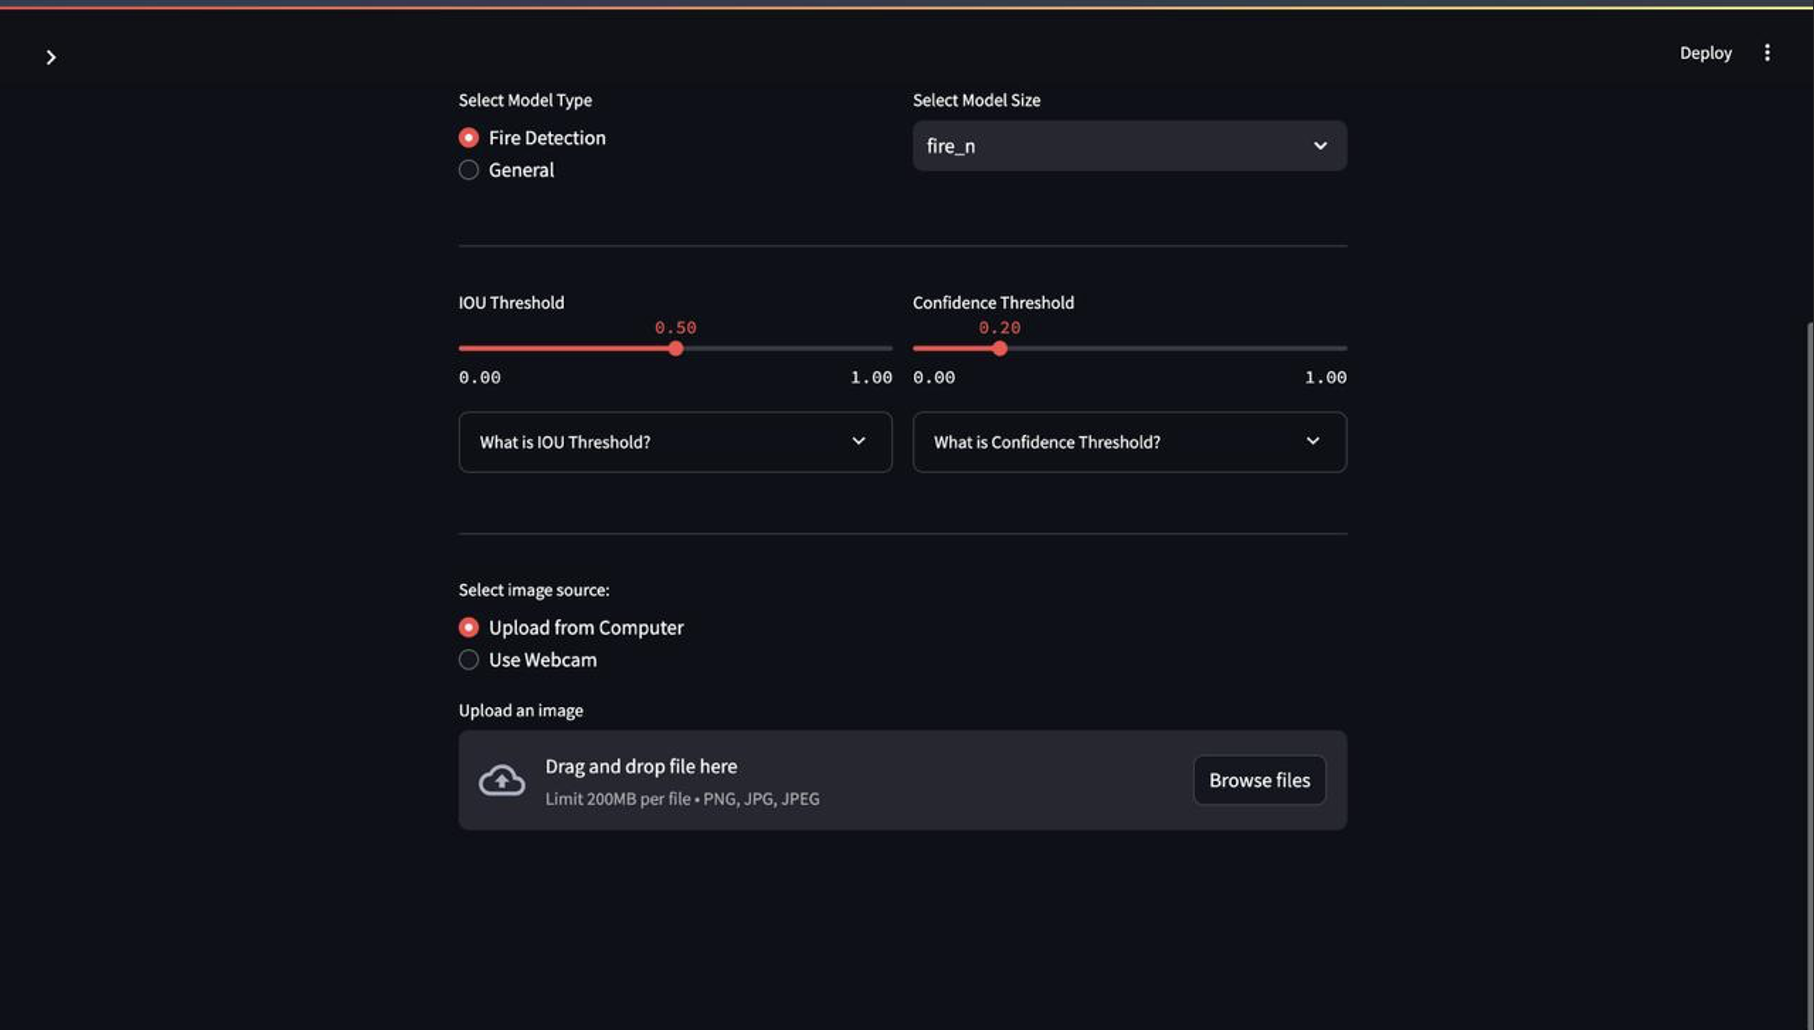 Deploy
Select Model Type
Fire Detection
General
Select Model Size
fire_n
IOU Threshold
0.50
0.00 1.00
What is IOU Threshold?
Confidence Threshold
0.20
0.00 1.00
What is Confidence Threshold?
Select image source:
Upload from Computer
Use Webcam
Upload an image
Drag and drop file here
Limit 200MB per file • PNG, JPG, JPEG
Browse files